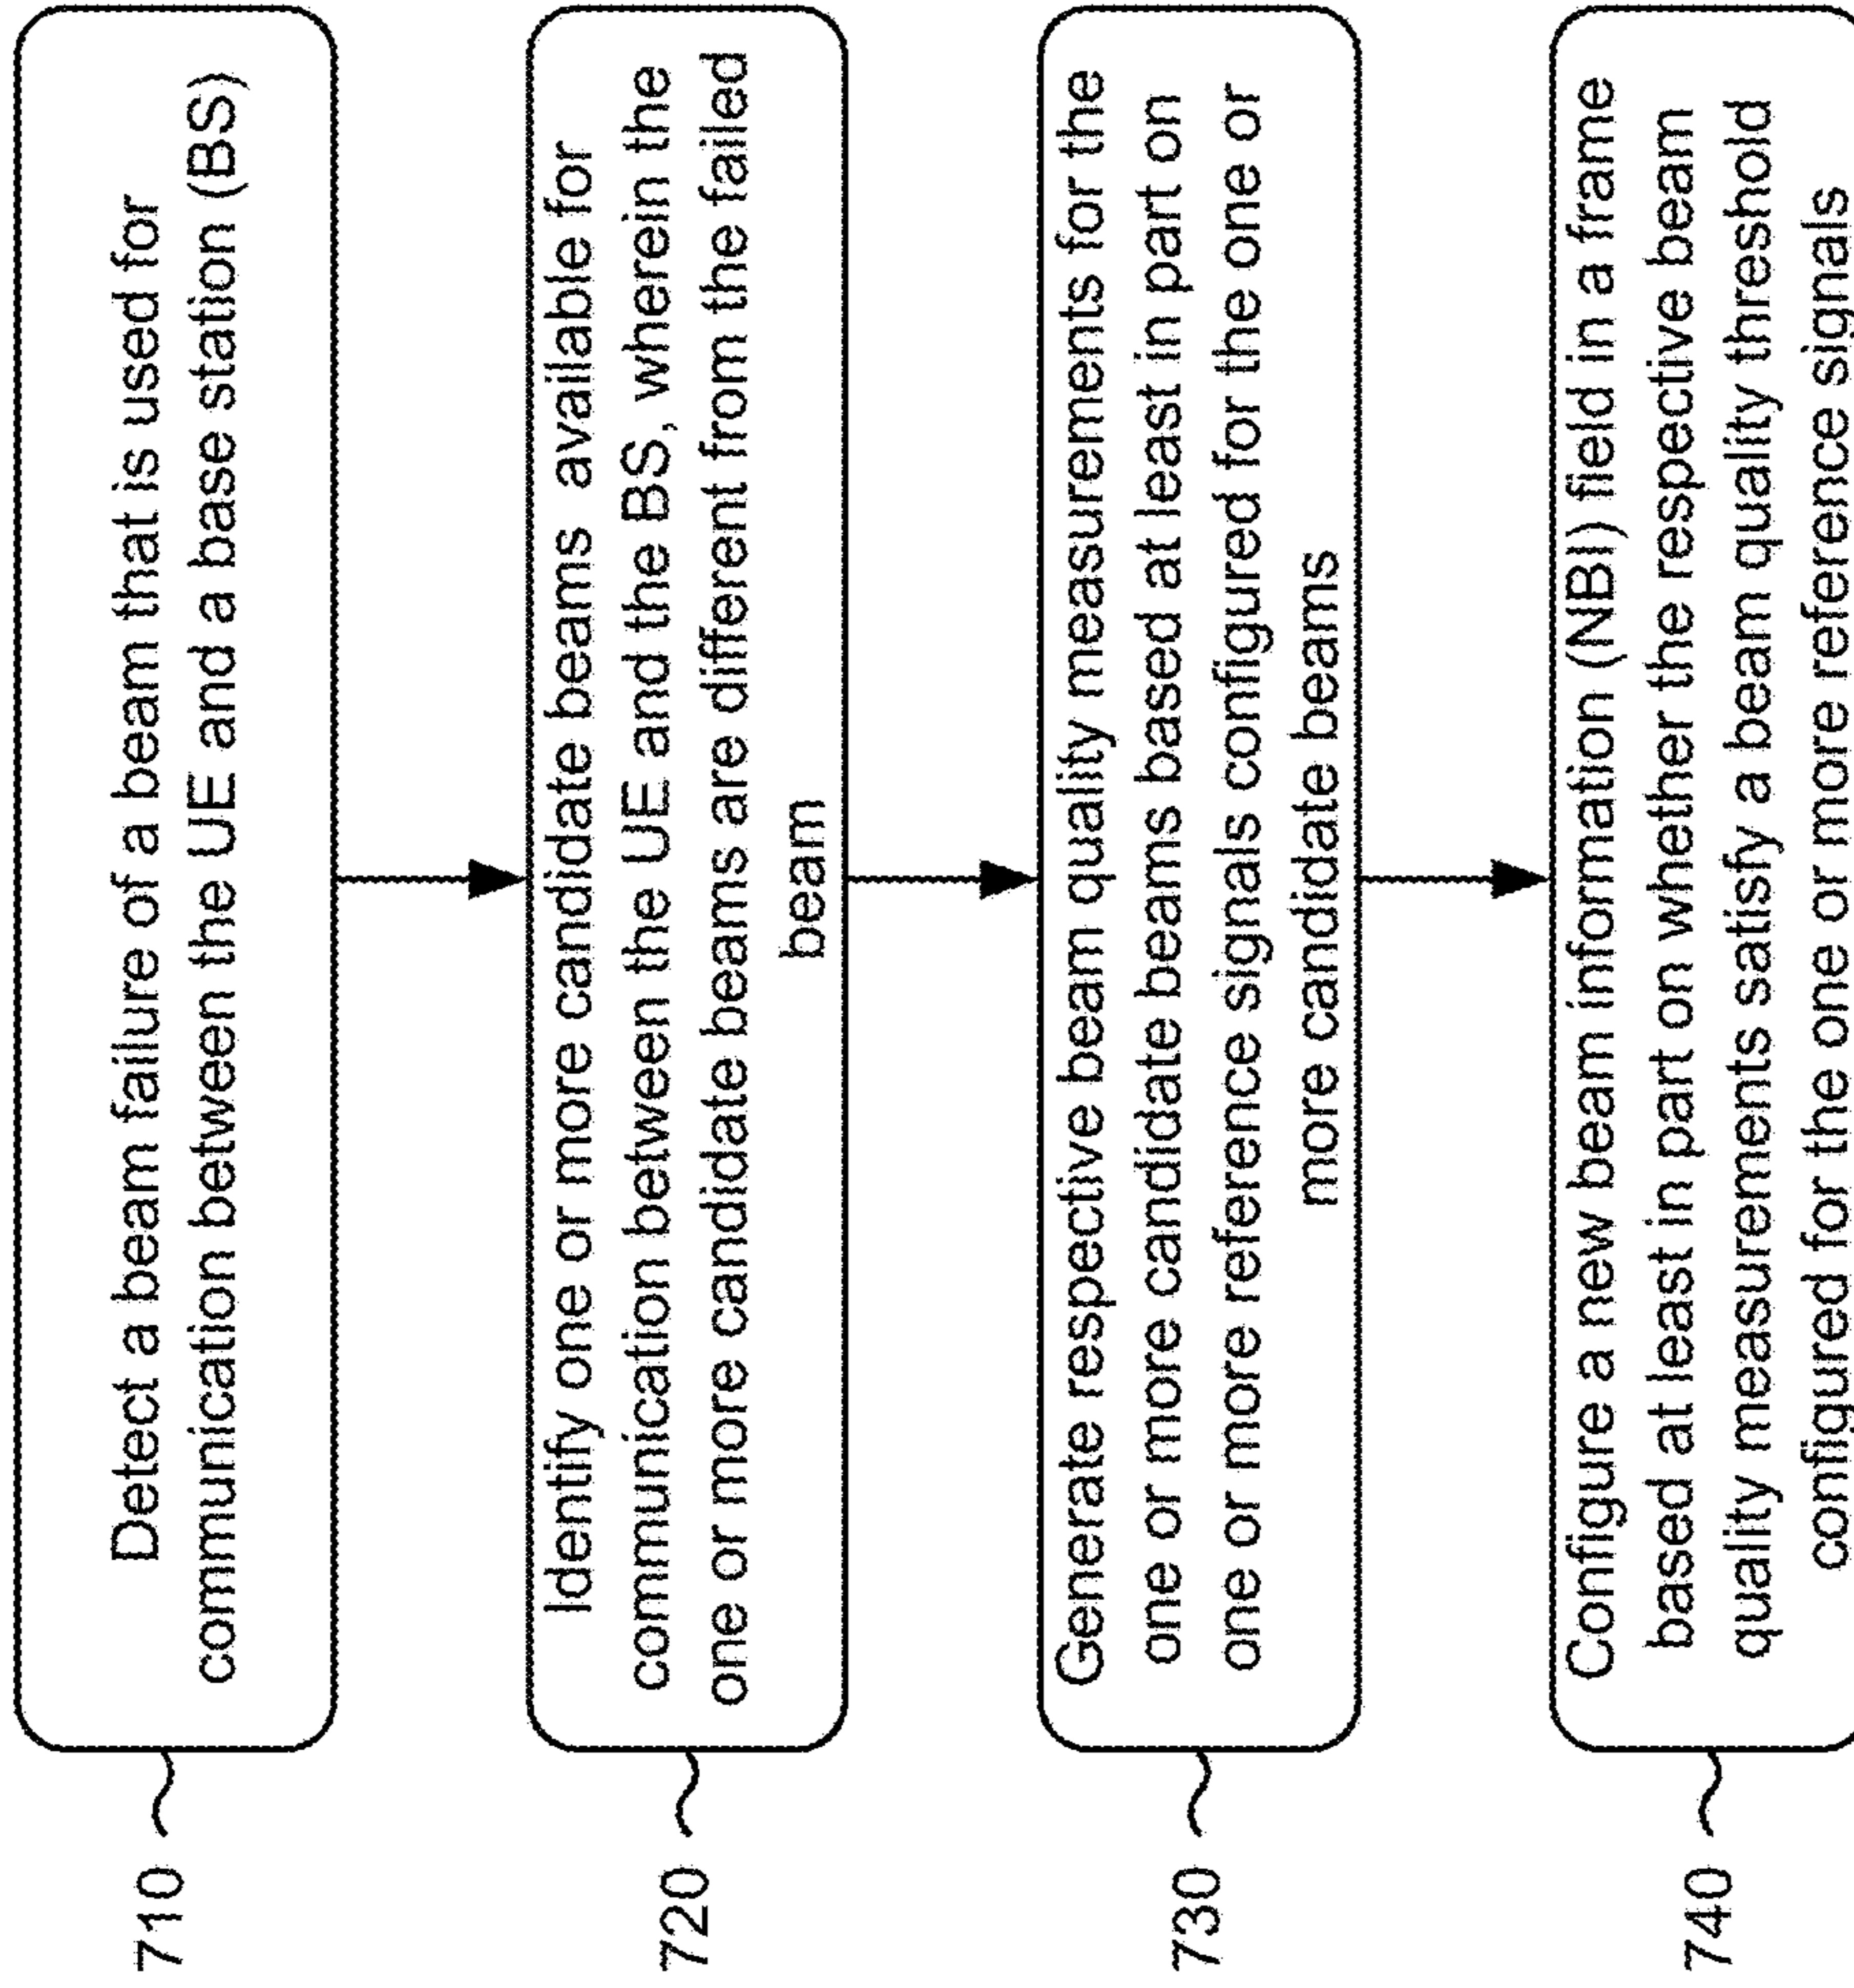 710
Detect a beam failure of a beam that is used for
communication between the UE and a base station (BS)
720
Identify one or more candidate beams available for
communication between the UE and the BS, wherein the
one or more candidate beams are different from the failed
beam
730
Generate respective beam quality measurements for the
one or more candidate beams based at least in part on
one or more reference signals configured for the one or
more candidate beams
740
Configure a new beam information (NBI) field in a frame
based at least in part on whether the respective beam
quality measurements satisfy a beam quality threshold
configured for the one or more reference signals